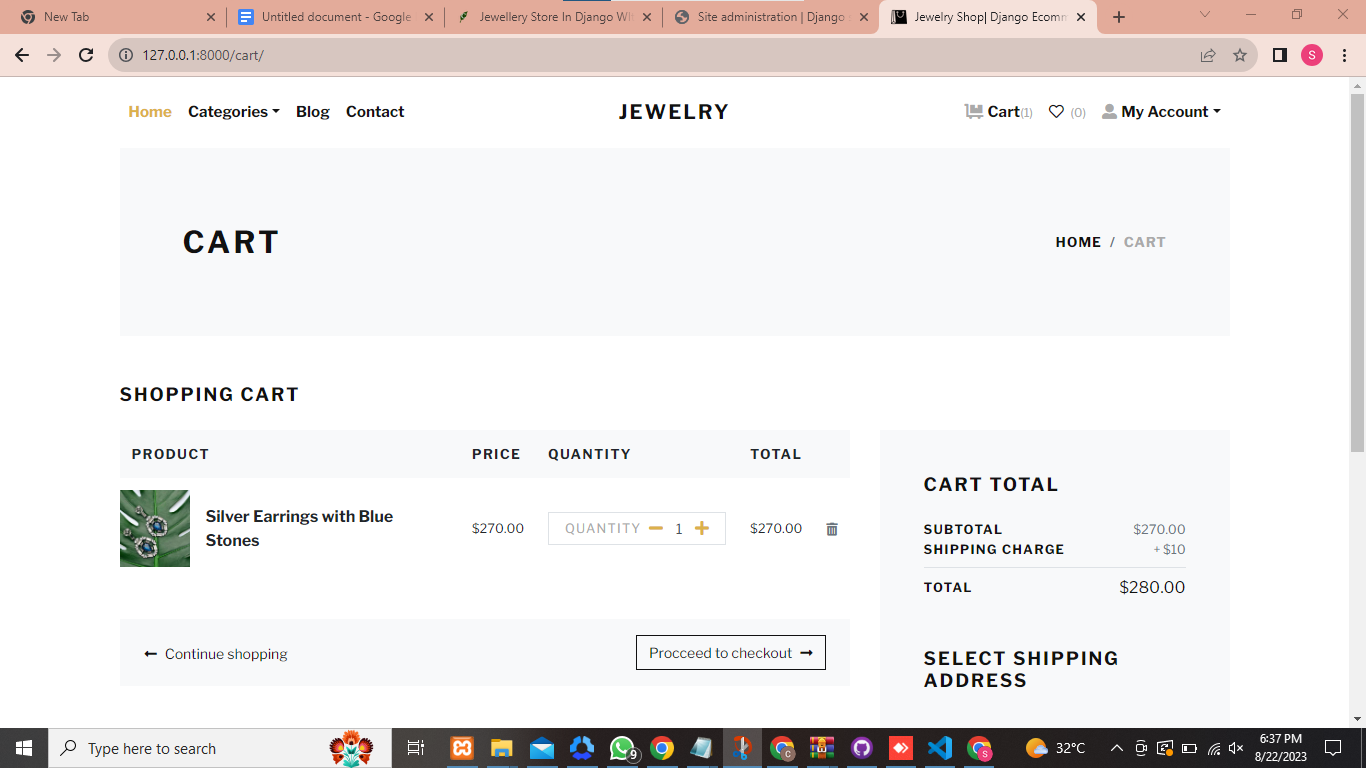 New Tab
Untitled document - Google
Jewellery Store In Django Wi
Site administration | Django
Jewelry Shop| Django Ecomm
127.0.0.1:8000/cart/
S
Home Categories Blog Contact
JEWELRY
Cart(1) (0) My Account
CART
HOME / CART
SHOPPING CART
PRODUCT PRICE QUANTITY TOTAL
Silver Earrings with Blue
Stones
$270.00 QUANTITY 1 $270.00
Continue shopping
Procceed to checkout
CART TOTAL
SUBTOTAL $270.00
SHIPPING CHARGE + $10
TOTAL $280.00
SELECT SHIPPING
ADDRESS
Type here to search
9
C
S
32°C
6:37 PM
8/22/2023